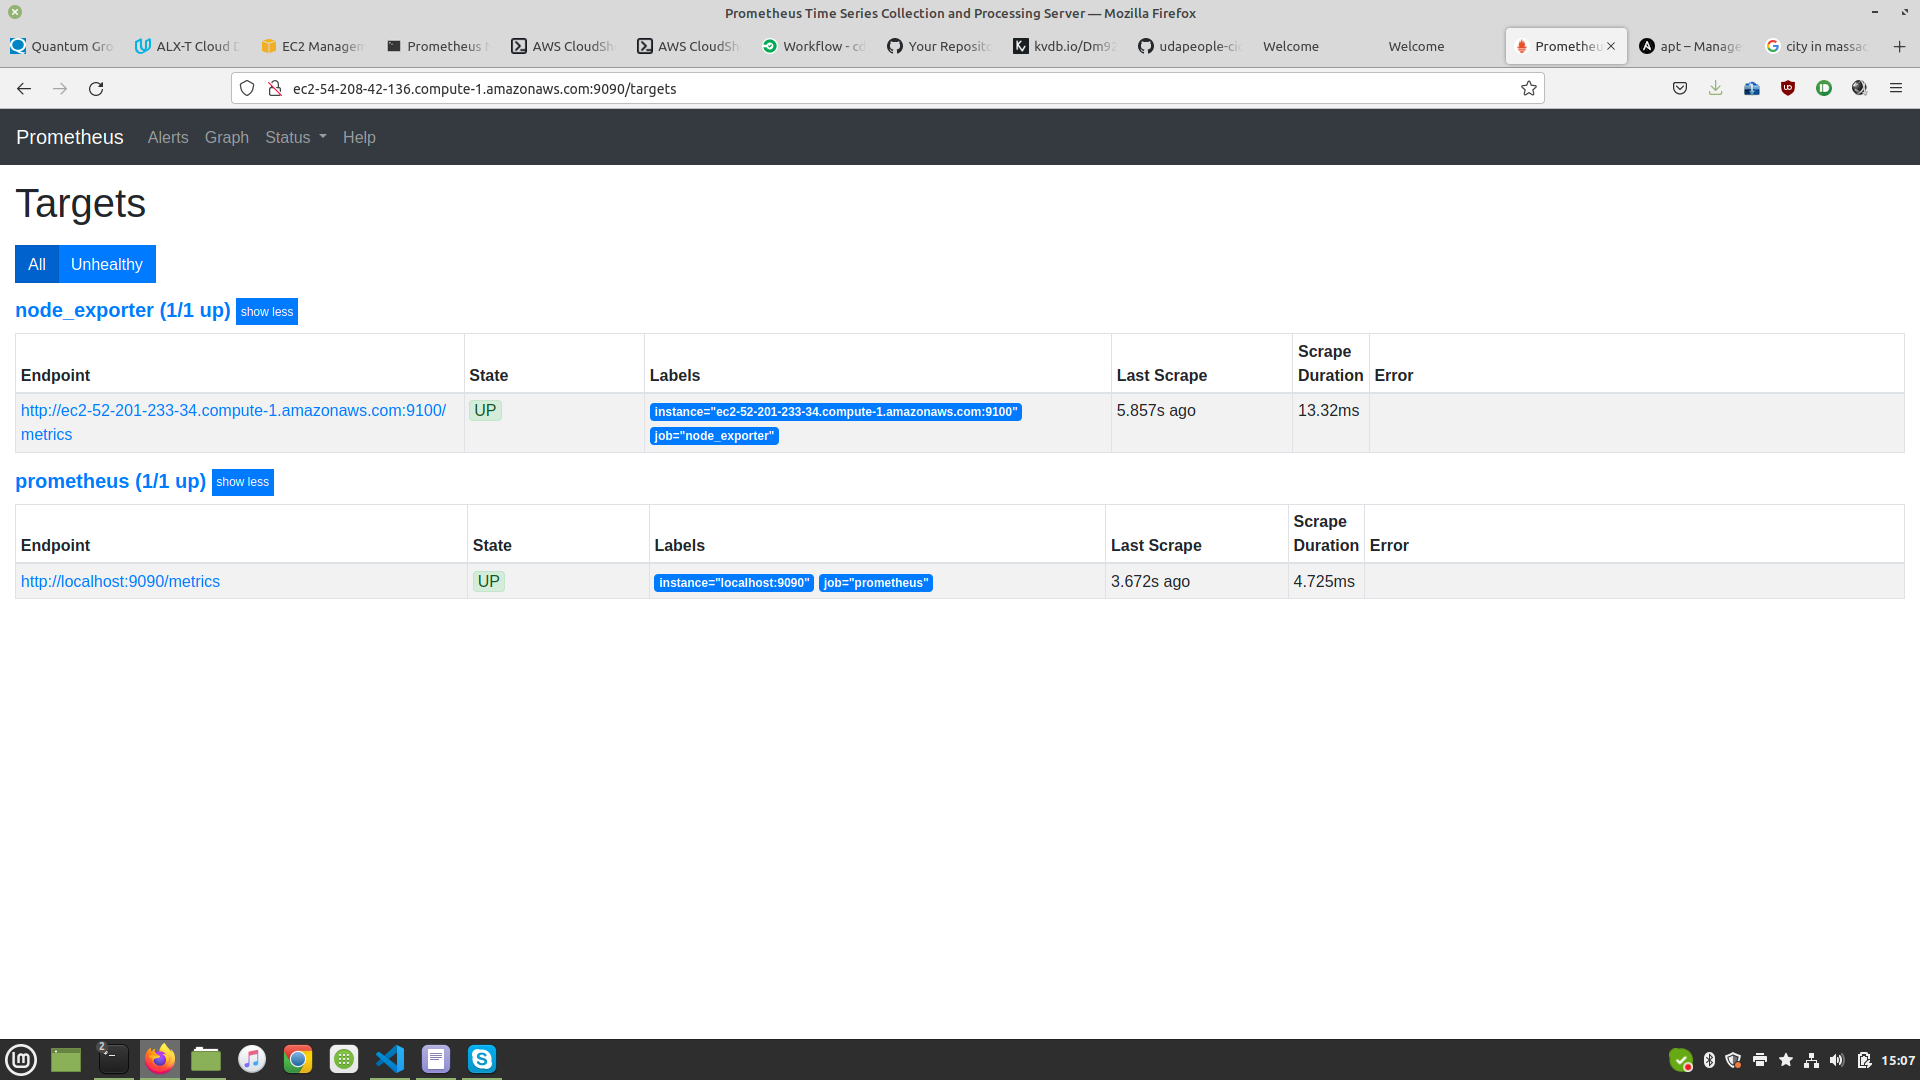 Prometheus Time Series Collection and Processing Server — Mozilla Firefox
Quantum Gro
ALX-T Cloud D
EC2 Managem
Prometheus
AWS CloudSh
AWS CloudSh
Workflow - cd
Your Reposito
kvdb.io/Dm92
udapeople-cic
Welcome
Welcome
Prometheu
apt – Manage
city in massac
ec2-54-208-42-136.compute-1.amazonaws.com:9090/targets
Prometheus Alerts Graph Status Help
Targets
All Unhealthy
node_exporter (1/1 up) show less
Endpoint State Labels Last Scrape Scrape Duration Error
http://ec2-52-201-233-34.compute-1.amazonaws.com:9100/
metrics
UP
instance="ec2-52-201-233-34.compute-1.amazonaws.com:9100"
job="node_exporter"
5.857s ago
13.32ms
prometheus (1/1 up) show less
Endpoint State Labels Last Scrape Scrape Duration Error
http://localhost:9090/metrics UP instance="localhost:9090" job="prometheus" 3.672s ago 4.725ms
2
15:07